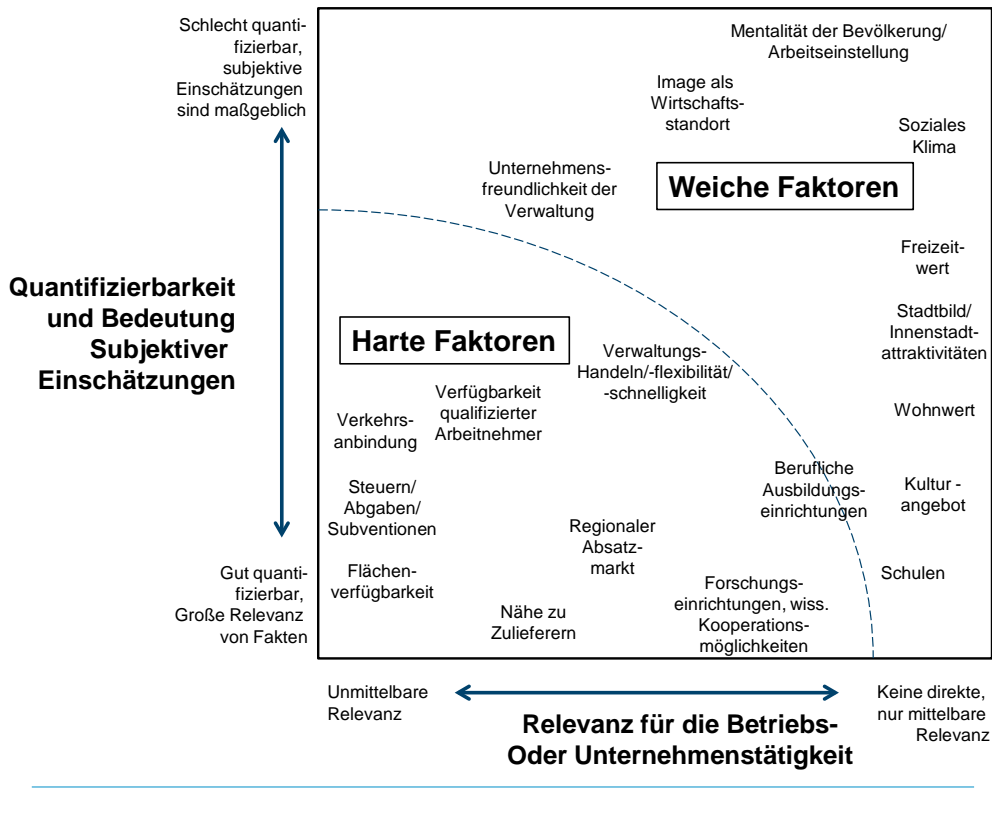 Schlecht quanti-
fizierbar,
subjektive
Einschätzungen
sind maßgeblich
Mentalität der Bevölkerung/
Arbeitseinstellung
Image als
Wirtschafts-
standort
Soziales
Klima
Unternehmens-
freundlichkeit der
Verwaltung
Weiche Faktoren
Freizeit-
wert
Quantifizierbarkeit
und Bedeutung
Subjektiver
Einschätzungen
Stadtbild/
Innenstadt-
attraktivitäten
Harte Faktoren
Verwaltungs-
Handeln/-flexibilität/
-schnelligkeit
Verfügbarkeit
qualifizierter
Arbeitnehmer
Verkehrs-
anbindung
Wohnwert
Berufliche
Ausbildungs-
einrichtungen
Kultur -
angebot
Steuern/
Abgaben/
Subventionen
Regionaler
Absatz-
markt
Gut quanti-
fizierbar,
Große Relevanz
von Fakten
Flächen-
verfügbarkeit
Schulen
Nähe zu
Zulieferern
Forschungs-
einrichtungen, wiss.
Kooperations-
möglichkeiten
Unmittelbare
Relevanz
Relevanz für die Betriebs-
Oder Unternehmenstätigkeit
Keine direkte,
nur mittelbare
Relevanz